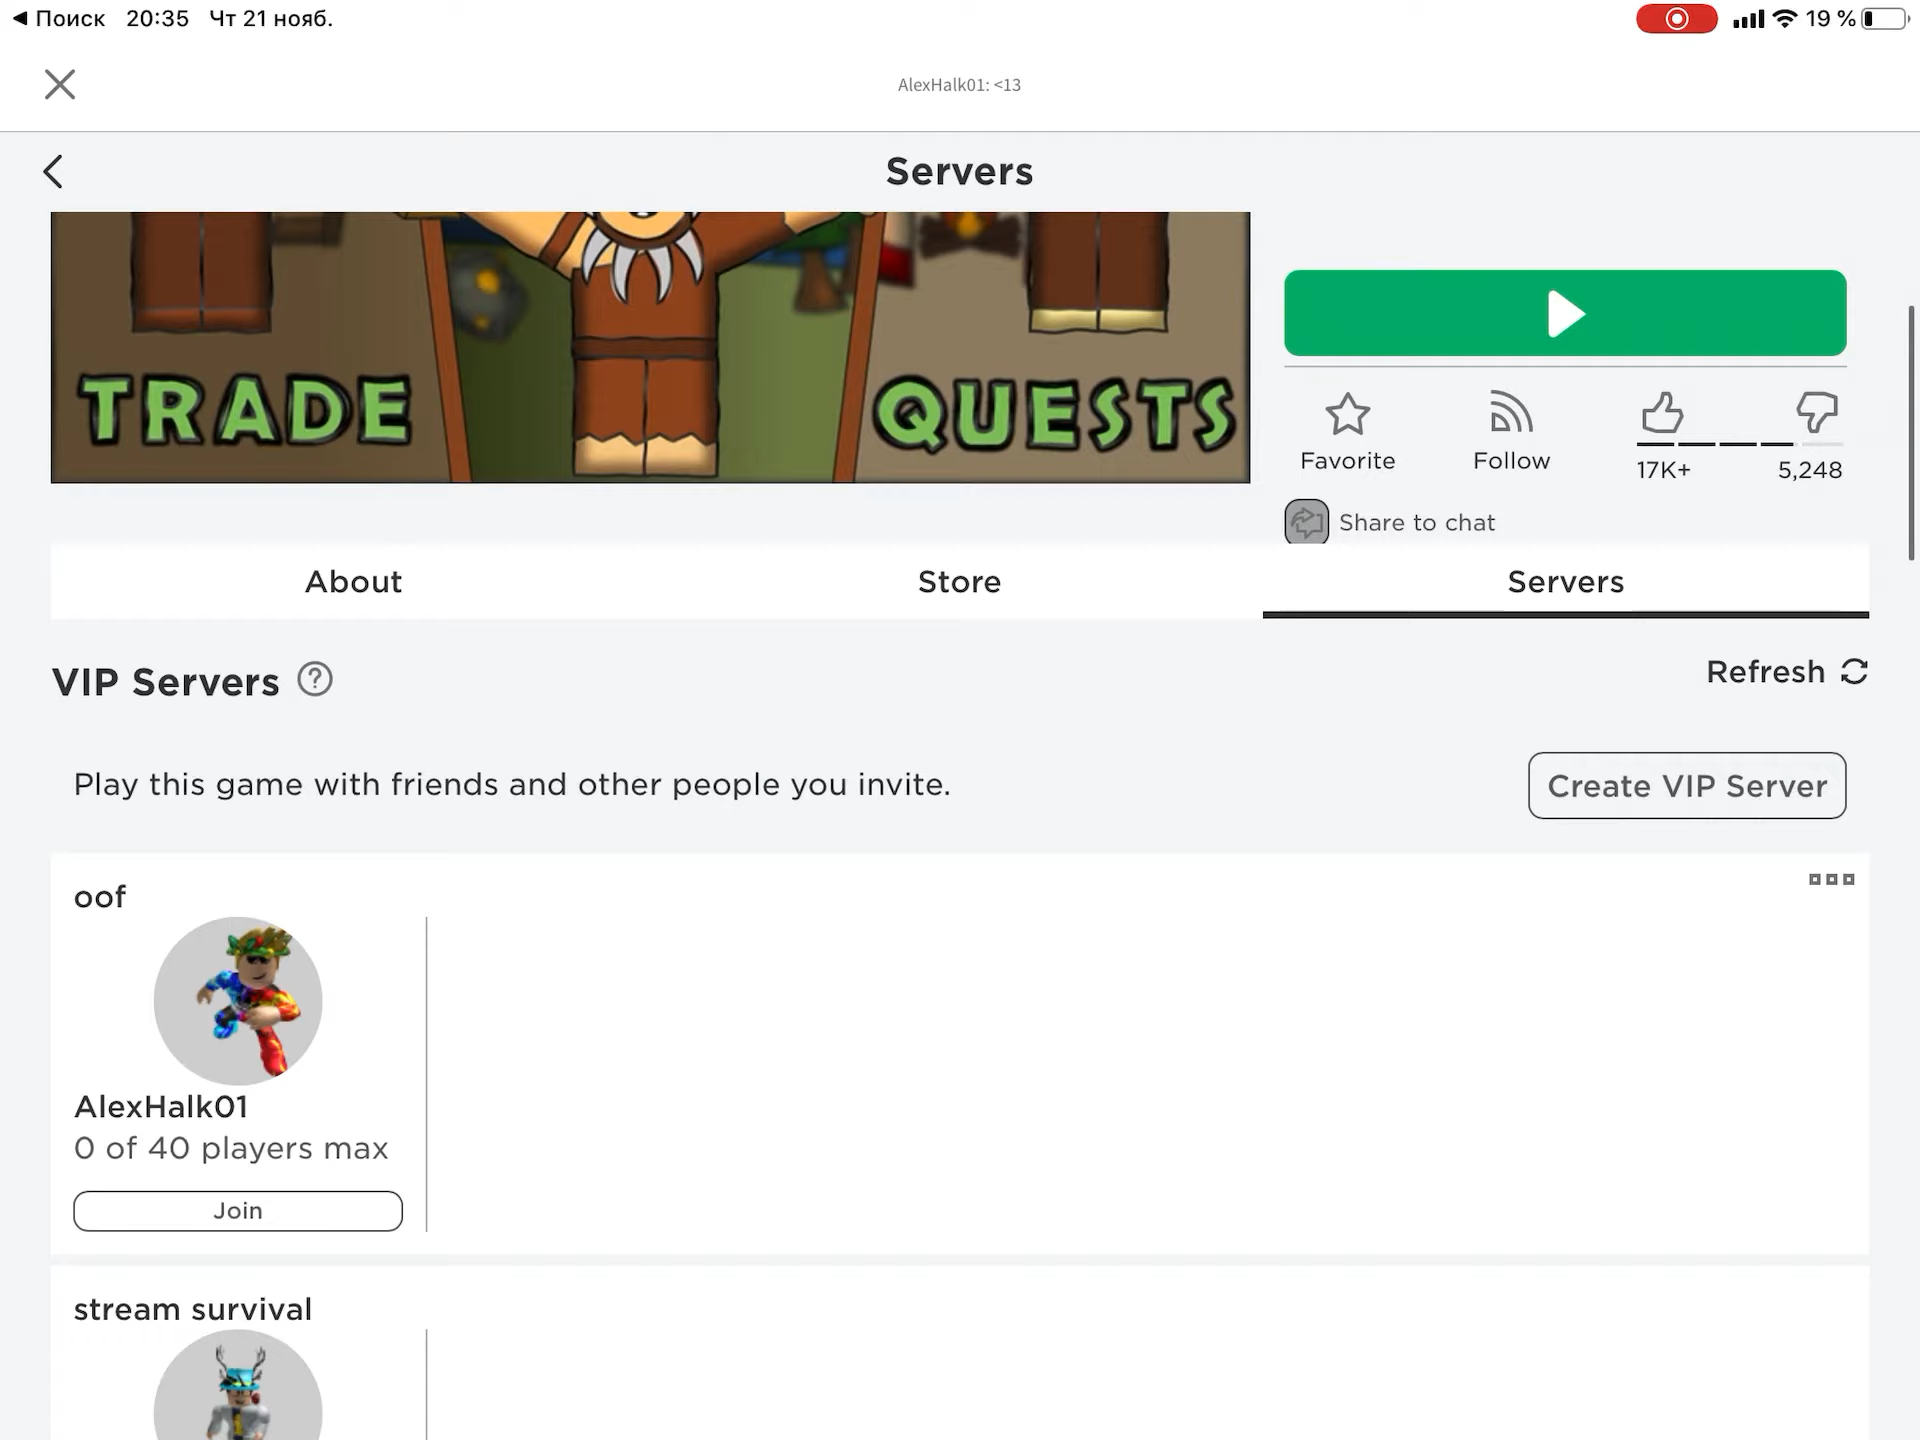 Поиск 20:35 Чт 21 нояб. 19 %
AlexHalk01: <13
Servers
TRADE QUESTS
Favorite Follow 17K+ 5,248
Share to chat
About Store Servers
VIP Servers Refresh
Play this game with friends and other people you invite. Create VIP Server
oof
AlexHalk01
0 of 40 players max
Join
stream survival